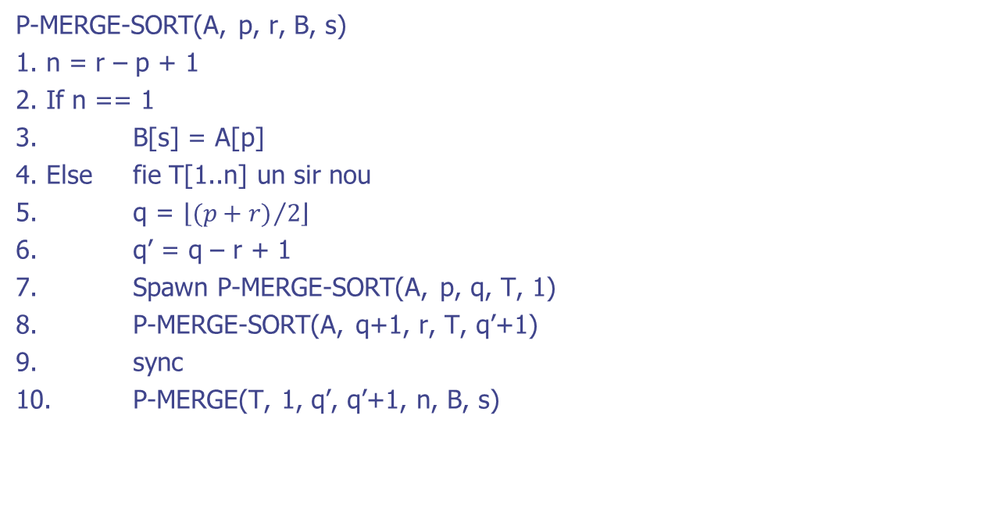 P-MERGE-SORT(A, p, r, B, s)
1. n = r – p + 1
2. If n == 1
3. B[s] = A[p]
4. Else fie T[1..n] un sir nou
5. q = ⌊(p + r)/2⌋
6. q’ = q – r + 1
7. Spawn P-MERGE-SORT(A, p, q, T, 1)
8. P-MERGE-SORT(A, q+1, r, T, q’+1)
9. sync
10. P-MERGE(T, 1, q’, q’+1, n, B, s)